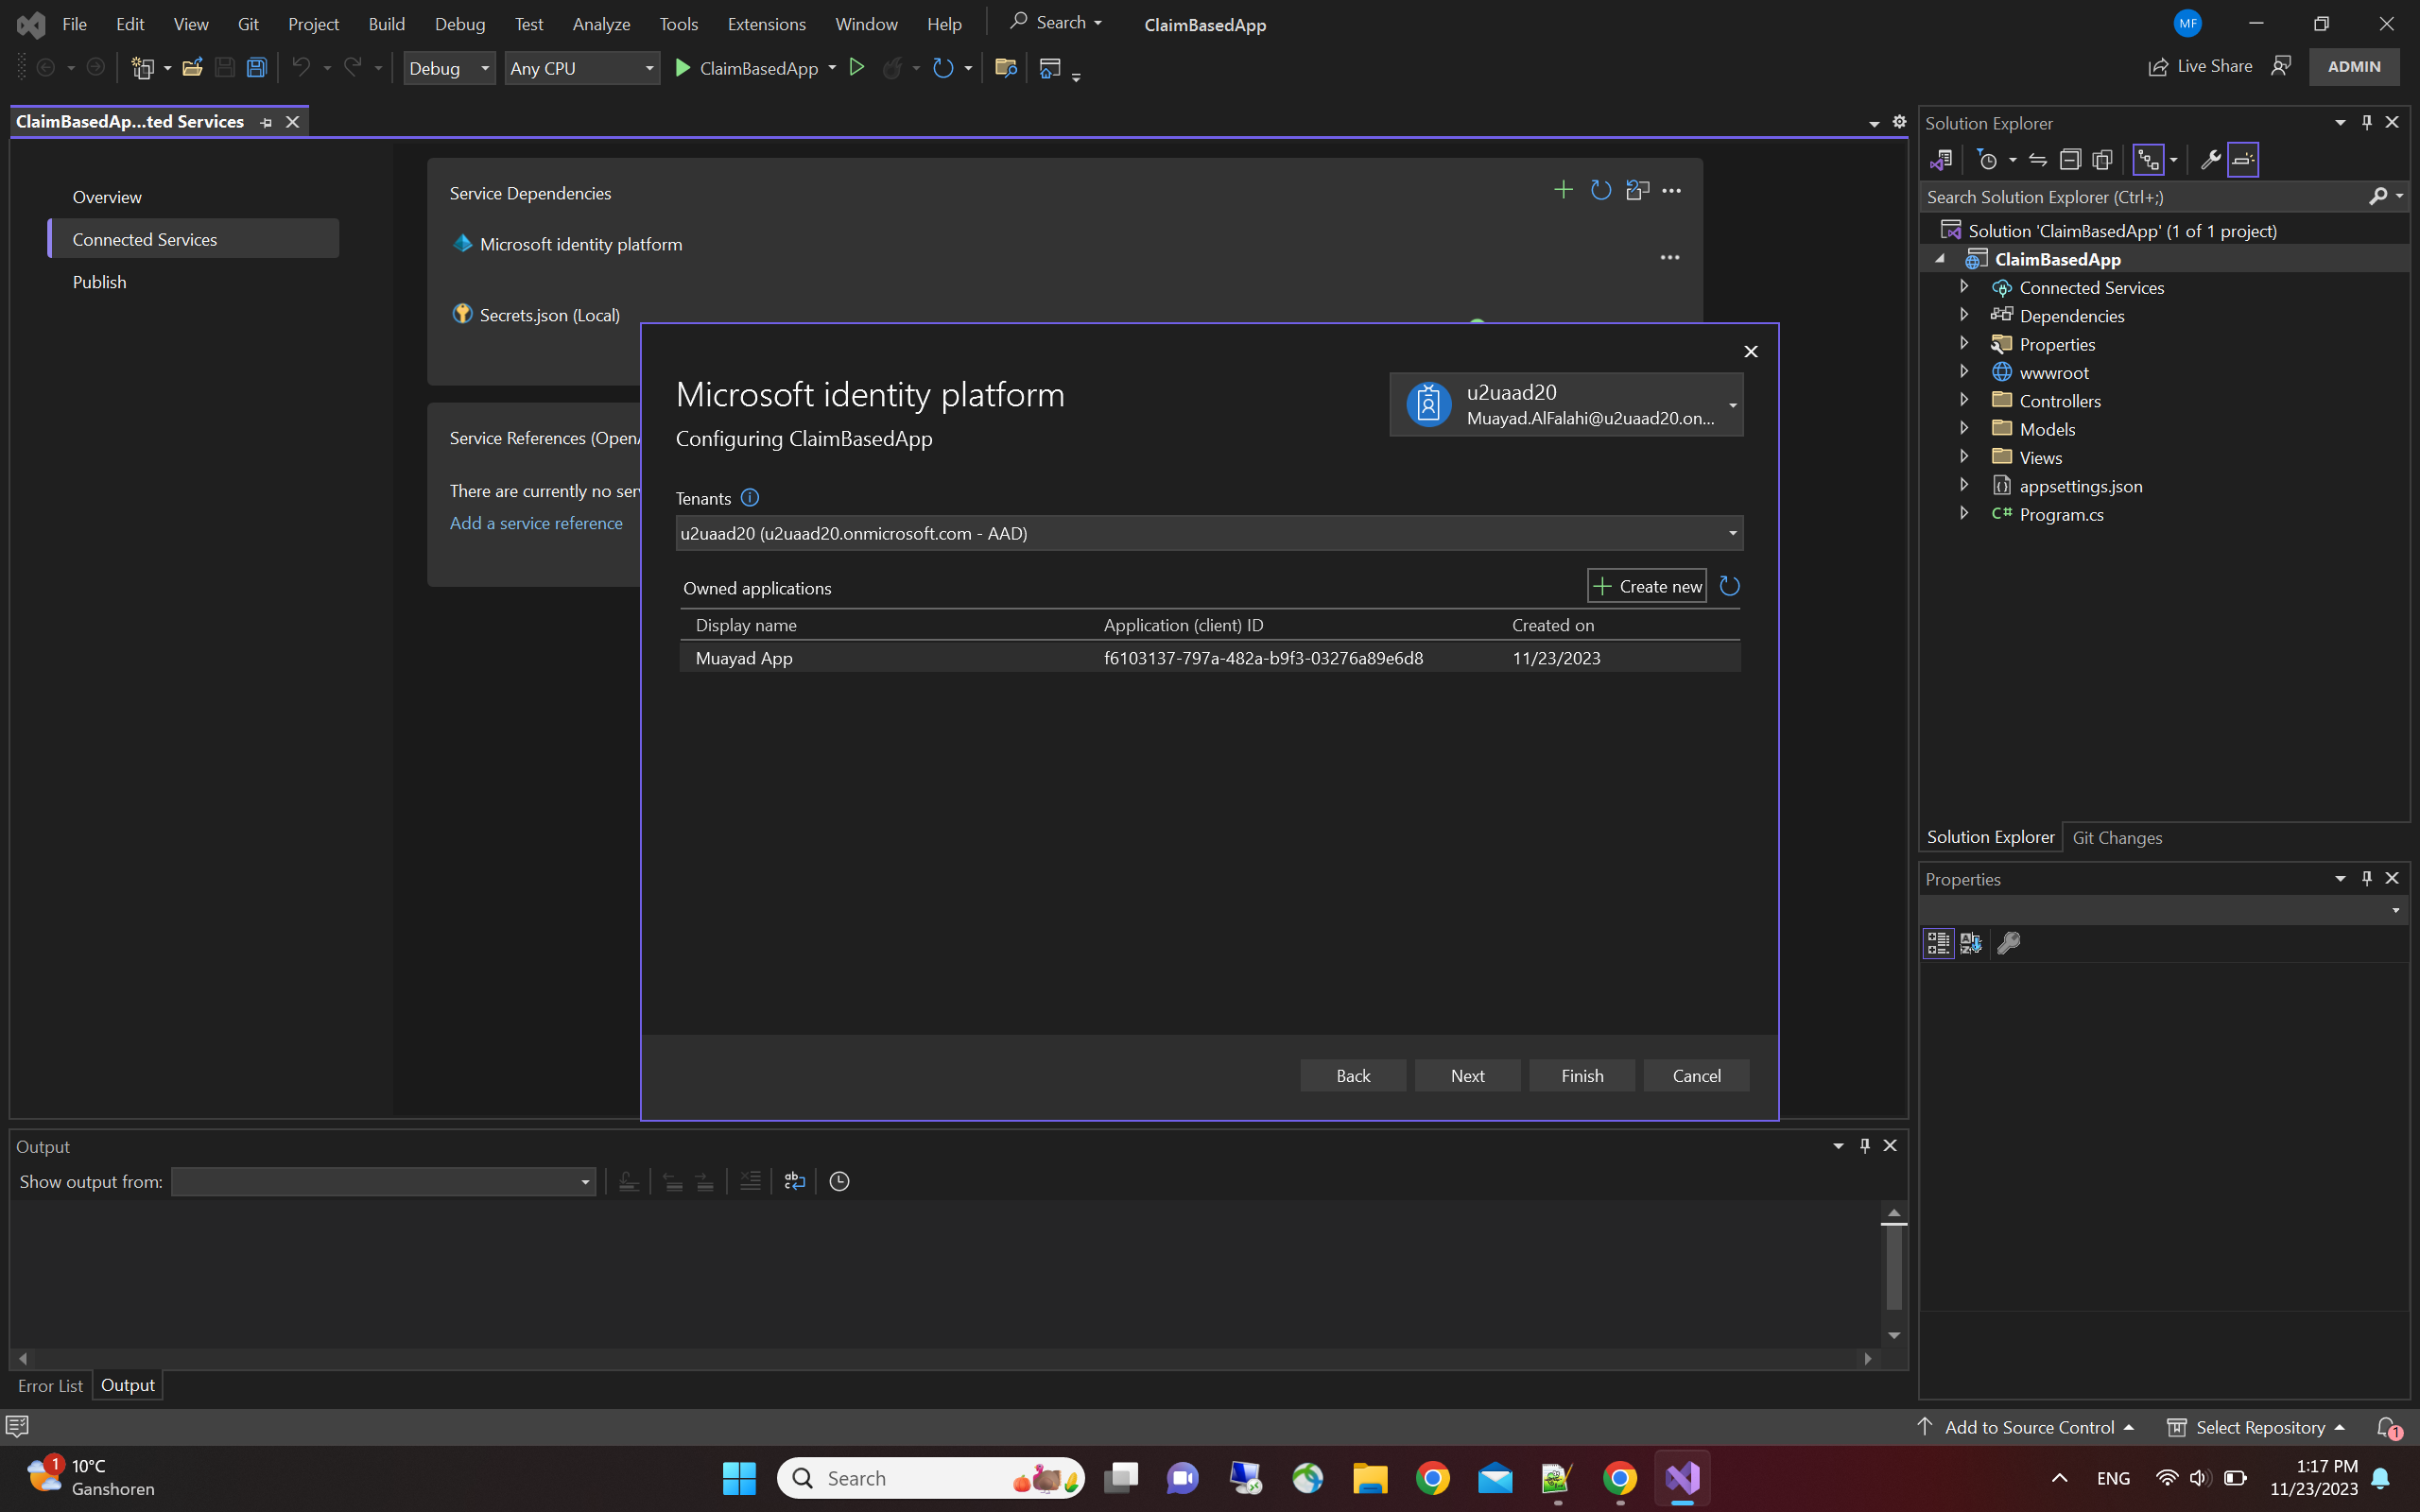 File Edit View Git Project Build Debug Test Analyze Tools Extensions Window Help Search ClaimBasedApp MF
Debug Any CPU ClaimBasedApp Live Share ADMIN
ClaimBasedAp...ted Services
Overview
Connected Services
Publish
Service Dependencies
Microsoft identity platform
Secrets.json (Local)
Service References (OpenA
There are currently no ser
Add a service reference
Microsoft identity platform
Configuring ClaimBasedApp
u2uaad20
Muayad.AlFalahi@u2uaad20.on...
Tenants
u2uaad20 (u2uaad20.onmicrosoft.com - AAD)
Owned applications
Create new
Display name Application (client) ID Created on
Muayad App f6103137-797a-482a-b9f3-03276a89e6d8 11/23/2023
Back Next Finish Cancel
Solution Explorer
Search Solution Explorer (Ctrl+;)
Solution 'ClaimBasedApp' (1 of 1 project)
ClaimBasedApp
Connected Services
Dependencies
Properties
wwwroot
Controllers
Models
Views
appsettings.json
C# Program.cs
Solution Explorer Git Changes
Properties
Output
Show output from:
Error List Output
Add to Source Control Select Repository 1
1 10°C
Ganshoren
Search
ENG
1:17 PM
11/23/2023